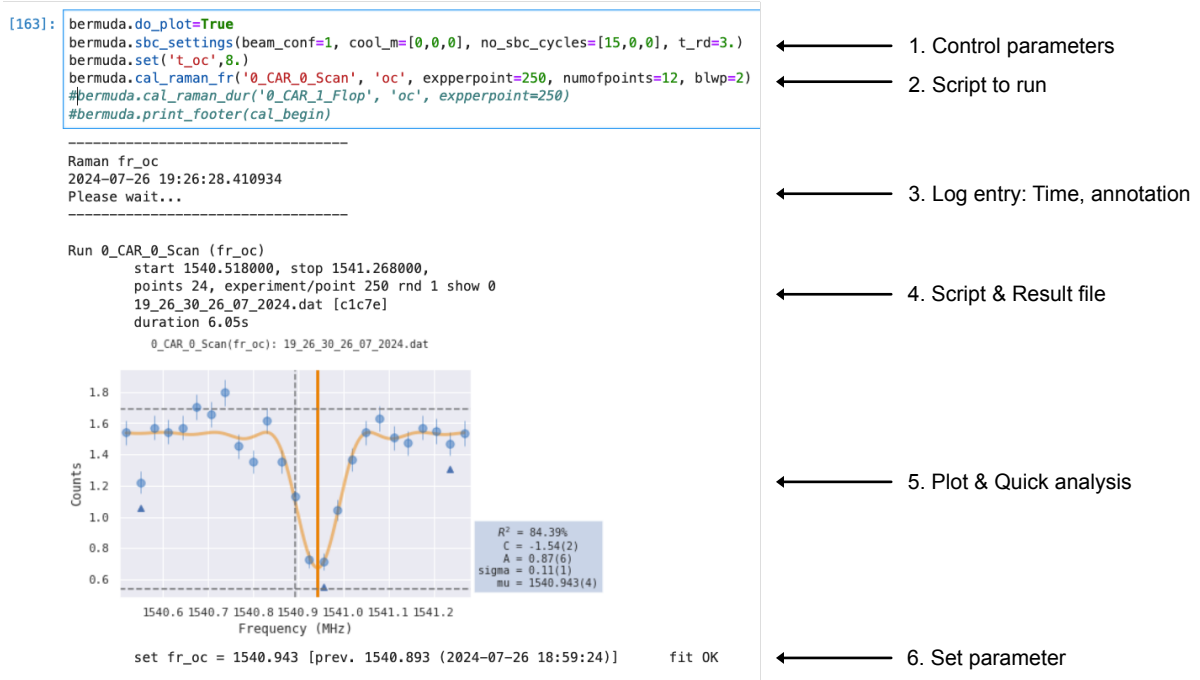 [163]: bermuda.do_plot=True
bermuda.sbc_settings(beam_conf=1, cool_m=[0,0,0], no_sbc_cycles=[15,0,0], t_rd=3.)
bermuda.set('t_oc',8.)
bermuda.cal_raman_fr('0_CAR_0_Scan', 'oc', expperpoint=250, numofpoints=12, blwp=2)
#bermuda.cal_raman_dur('0_CAR_1_Flop', 'oc', expperpoint=250)
#bermuda.print_footer(cal_begin)
1. Control parameters
2. Script to run
----------------------------------
Raman fr_oc
2024-07-26 19:26:28.410934
Please wait...
----------------------------------
3. Log entry: Time, annotation
Run 0_CAR_0_Scan (fr_oc)
start 1540.518000, stop 1541.268000,
points 24, experiment/point 250 rnd 1 show 0
19_26_30_26_07_2024.dat [c1c7e]
duration 6.05s
4. Script & Result file
0_CAR_0_Scan(fr_oc): 19_26_30_26_07_2024.dat
Counts
1.8
1.6
1.4
1.2
1.0
0.8
0.6
R² = 84.39%
C = -1.54(2)
A = 0.87(6)
sigma = 0.11(1)
mu = 1540.943(4)
1540.6 1540.7 1540.8 1540.9 1541.0 1541.1 1541.2
Frequency (MHz)
5. Plot & Quick analysis
set fr_oc = 1540.943 [prev. 1540.893 (2024-07-26 18:59:24)] fit OK
6. Set parameter